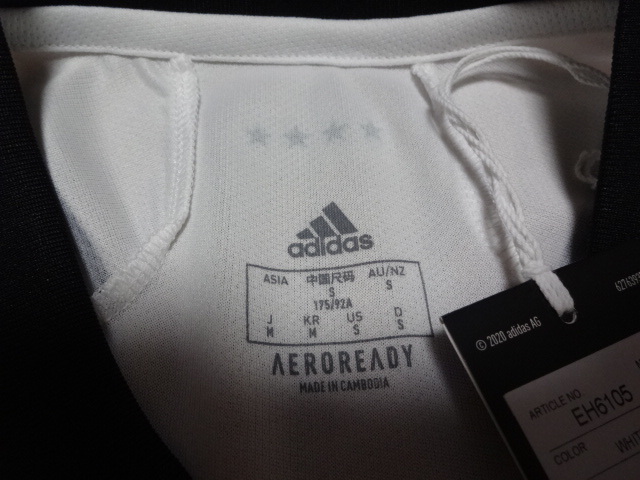 adidas
ASIA 中国尺码 AU/NZ
S S
175/92A
J KR US D
M M S S
AEROREADY
MADE IN CAMBODIA
© 2020 adidas AG
ARTICLE NO EH6105
COLOR